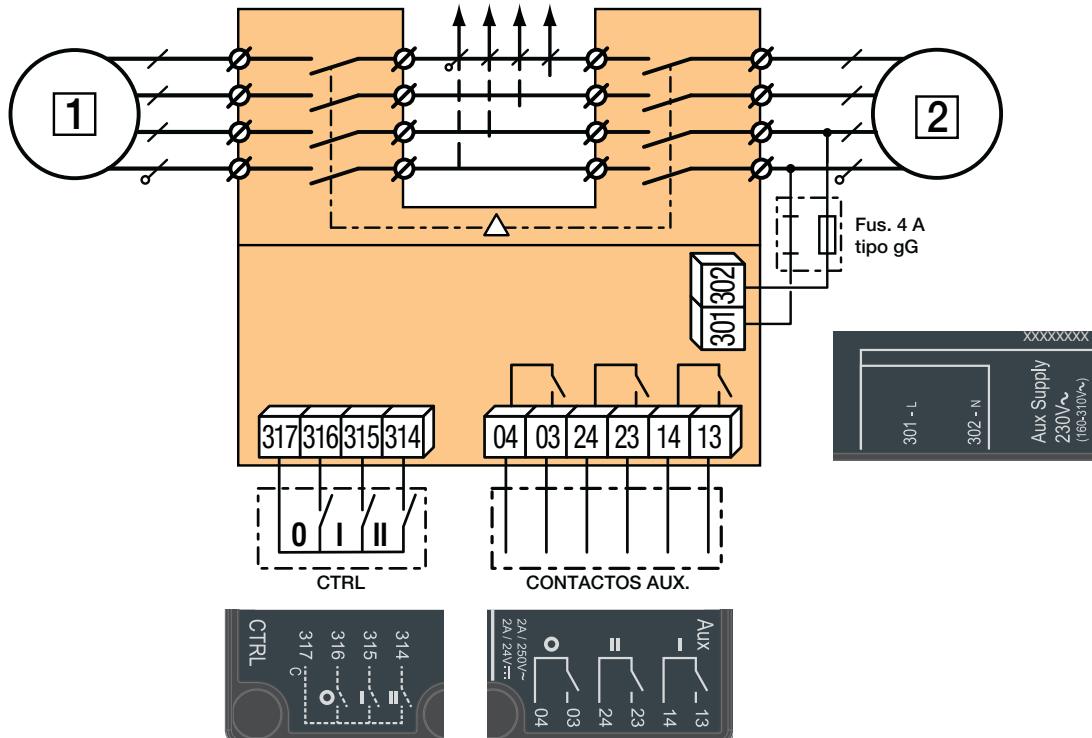 1
2
Fus. 4 A
tipo gG
302
301
XXXXXXXX
301 - L
302 - N
Aux Supply
230V~
(160-310V~)
317 316 315 314
04 03 24 23 14 13
0 I II
CTRL
CONTACTOS AUX.
CTRL
317
316
315
314
C
O
I
II
2A / 250V~
2A / 24V⎓
Aux
O
II
I
04
03
24
23
14
13